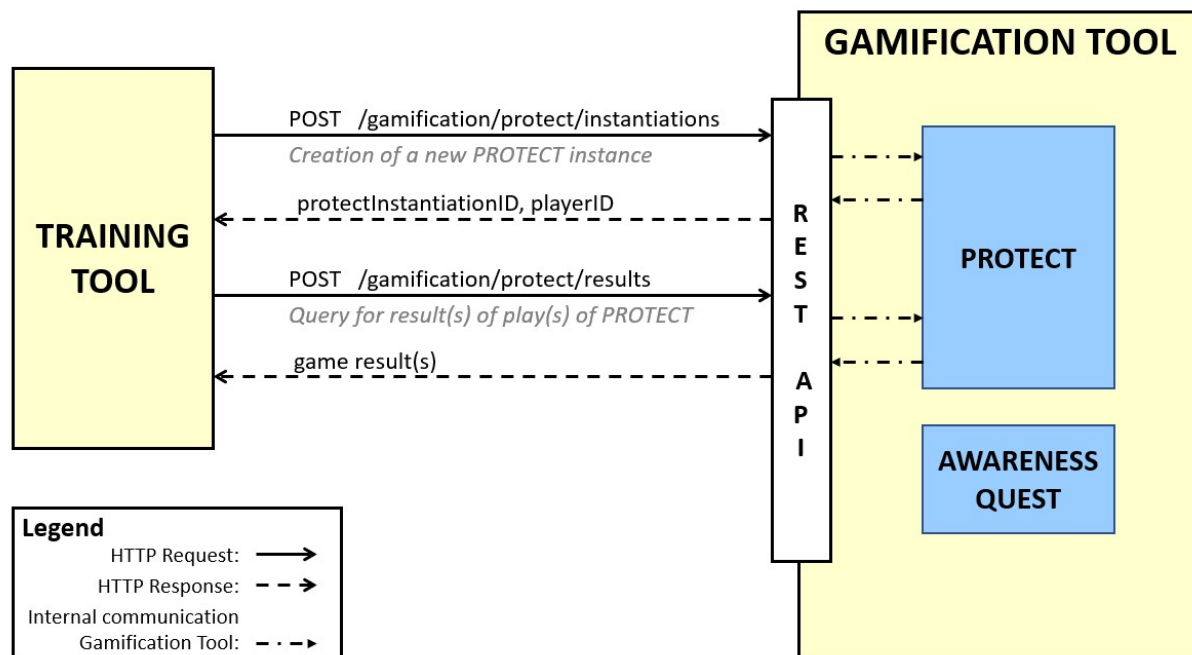 GAMIFICATION TOOL
TRAINING
TOOL
POST /gamification/protect/instantiations
Creation of a new PROTECT instance
protectInstantiationID, playerID
POST /gamification/protect/results
Query for result(s) of play(s) of PROTECT
game result(s)
REST API
PROTECT
AWARENESS
QUEST
Legend
HTTP Request:
HTTP Response:
Internal communication
Gamification Tool: